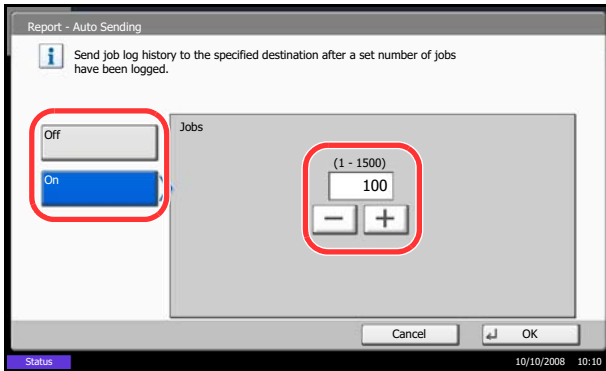 Report - Auto Sending
Send job log history to the specified destination after a set number of jobs
have been logged.
Off
On
Jobs
(1 - 1500)
100
Cancel
OK
Status
10/10/2008 10:10